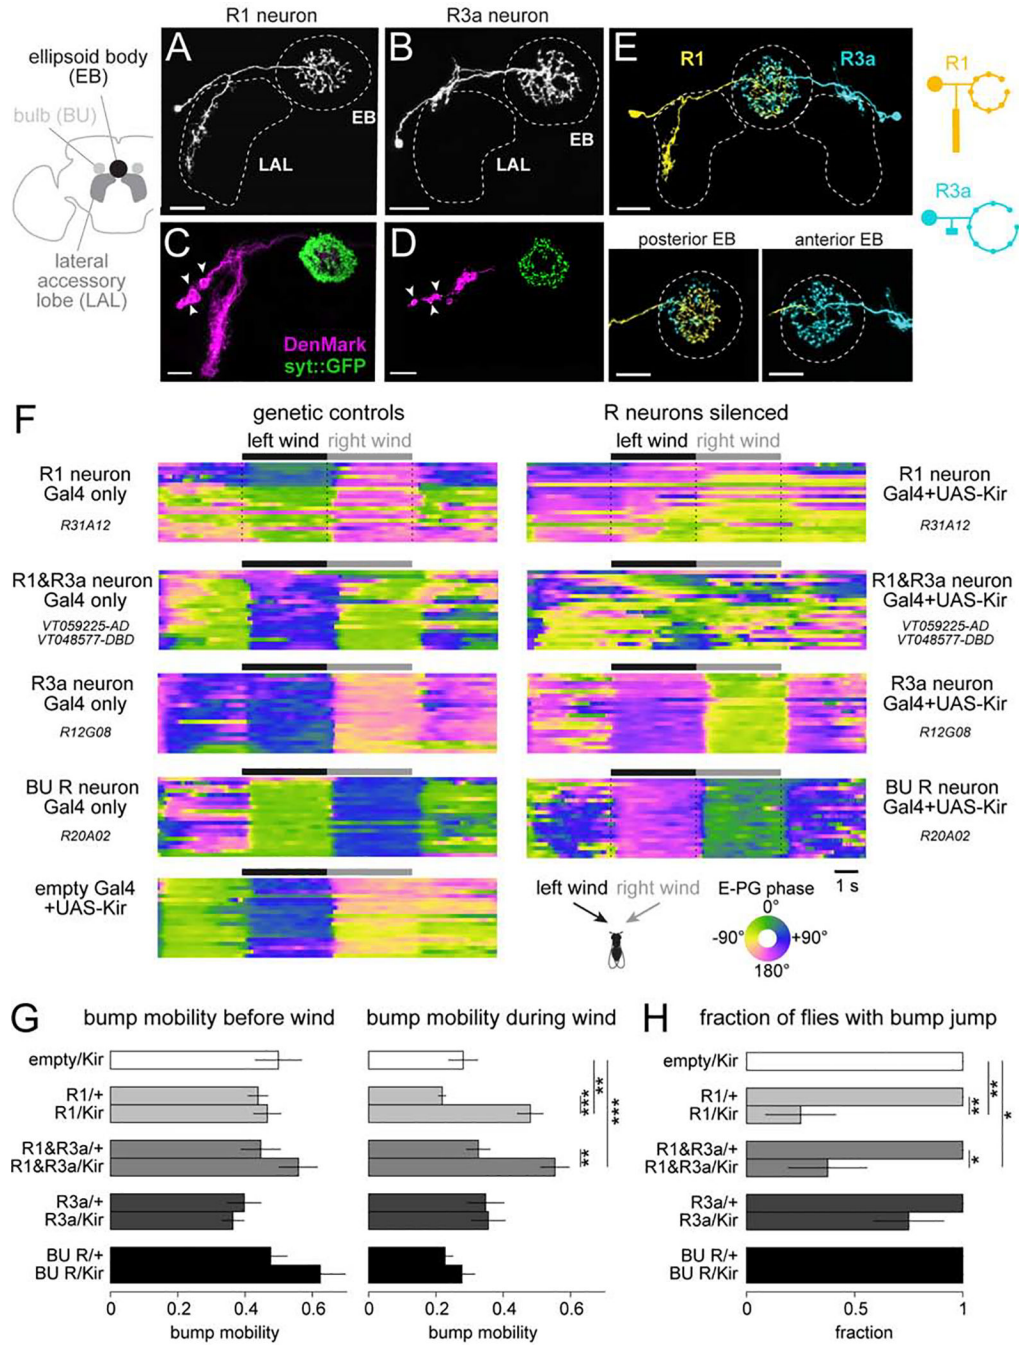 R1 neuron
R3a neuron
ellipsoid body
(EB)
bulb (BU)
lateral
accessory
lobe (LAL)
A
EB
LAL
B
EB
LAL
E
R1
R3a
R1
R3a
C
DenMark
syt::GFP
D
posterior EB
anterior EB
F
genetic controls
R neurons silenced
left wind
right wind
left wind
right wind
R1 neuron
Gal4 only
R31A12
R1 neuron
Gal4+UAS-Kir
R31A12
R1&R3a neuron
Gal4 only
VT059225-AD
VT048577-DBD
R1&R3a neuron
Gal4+UAS-Kir
VT059225-AD
VT048577-DBD
R3a neuron
Gal4 only
R12G08
R3a neuron
Gal4+UAS-Kir
R12G08
BU R neuron
Gal4 only
R20A02
BU R neuron
Gal4+UAS-Kir
R20A02
1 s
empty Gal4
+UAS-Kir
left wind
right wind
E-PG phase
0°
-90°
+90°
180°
G
bump mobility before wind
bump mobility during wind
empty/Kir
R1/+
R1/Kir
R1&R3a/+
R1&R3a/Kir
R3a/+
R3a/Kir
BU R/+
BU R/Kir
0
0.2
0.4
0.6
bump mobility
***
**
***
**
0
0.2
0.4
0.6
bump mobility
H
fraction of flies with bump jump
empty/Kir
R1/+
R1/Kir
R1&R3a/+
R1&R3a/Kir
R3a/+
R3a/Kir
BU R/+
BU R/Kir
**
**
*
*
0
0.5
1
fraction